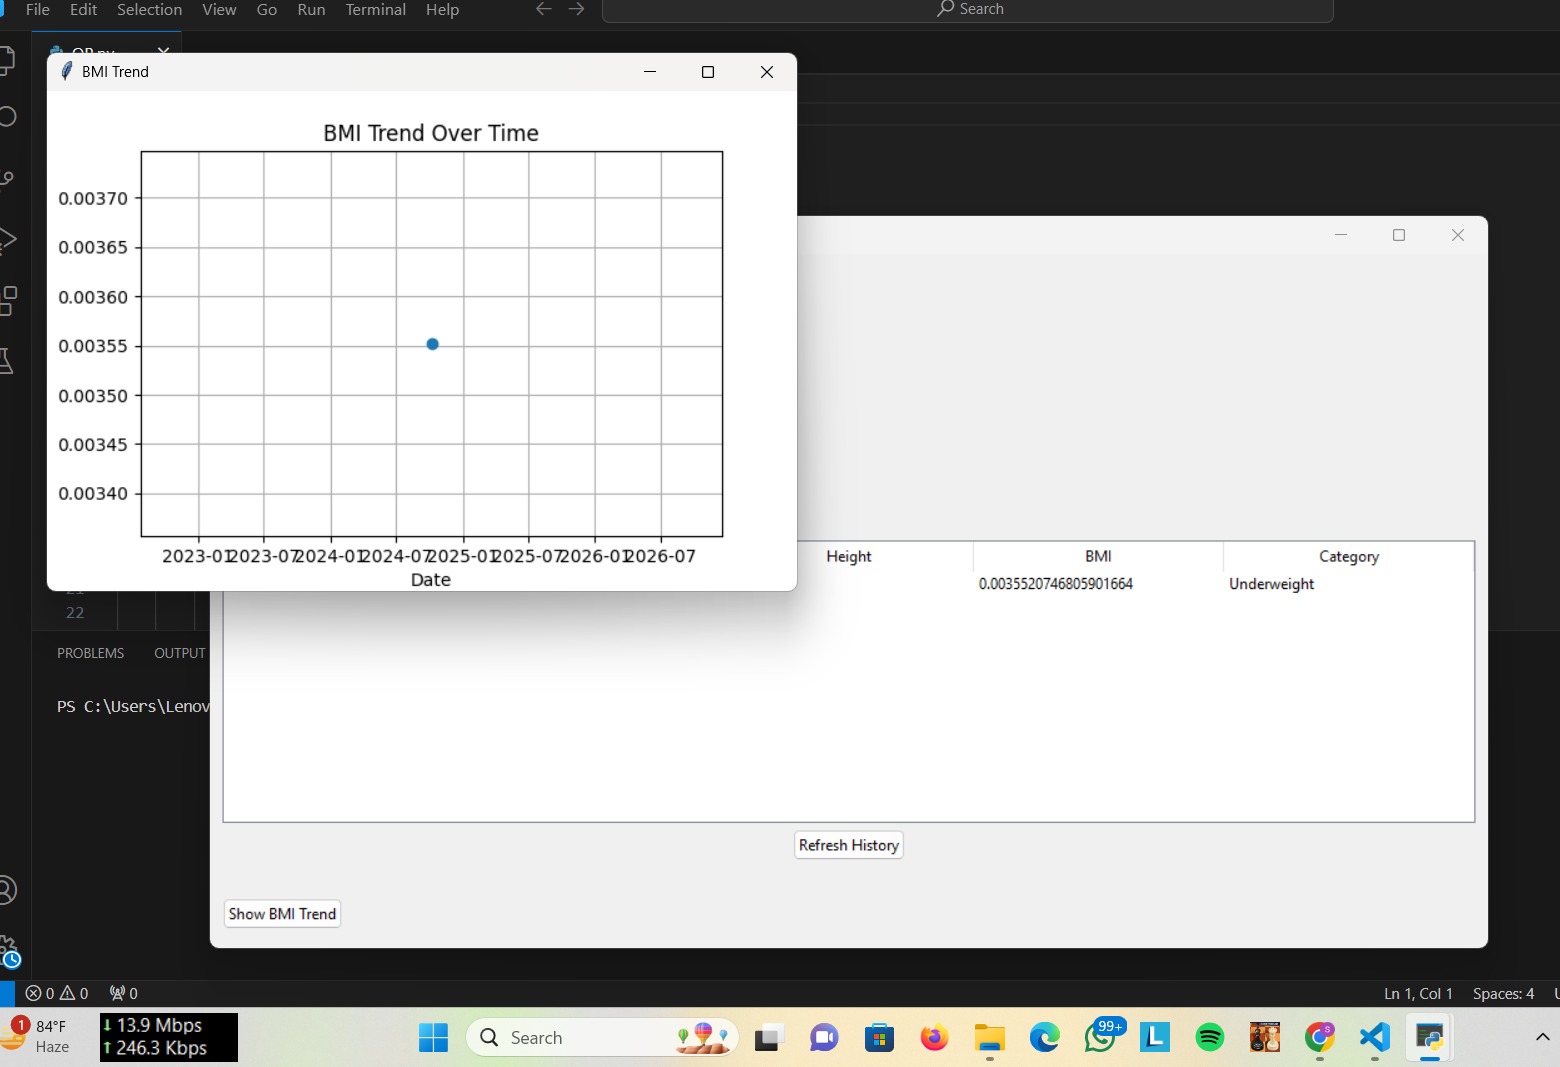 File Edit Selection View Go Run Terminal Help
Search
BMI Trend
BMI Trend Over Time
0.00370
0.00365
0.00360
0.00355
0.00350
0.00345
0.00340
2023-01 2023-07 2024-01 2024-07 2025-01 2025-07 2026-01 2026-07
Date
Height BMI Category
0.0035520746805901664 Underweight
22
PROBLEMS OUTPUT
PS C:\Users\Lenov
Refresh History
Show BMI Trend
0 0 0
Ln 1, Col 1 Spaces: 4
1 84°F
Haze
13.9 Mbps
246.3 Kbps
Search
99+